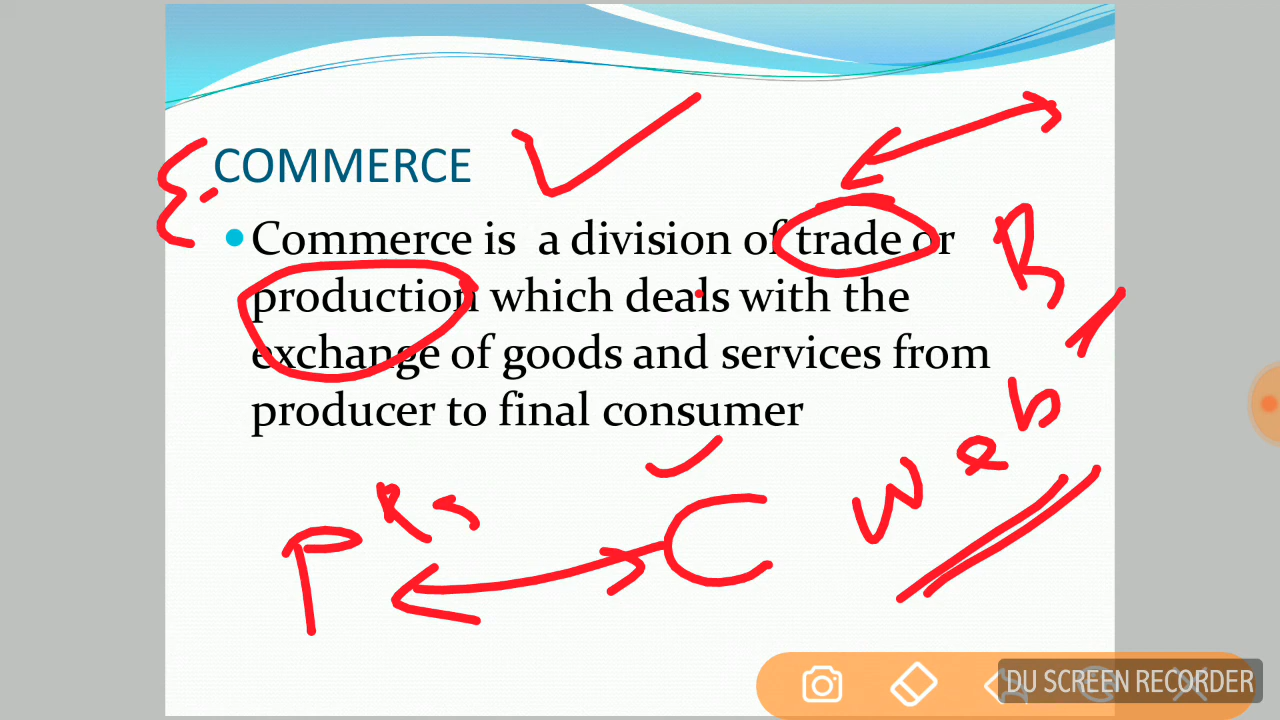 COMMERCE
Commerce is a division of trade or
production which deals with the
exchange of goods and services from
producer to final consumer
P
C
Web
DU SCREEN RECORDER